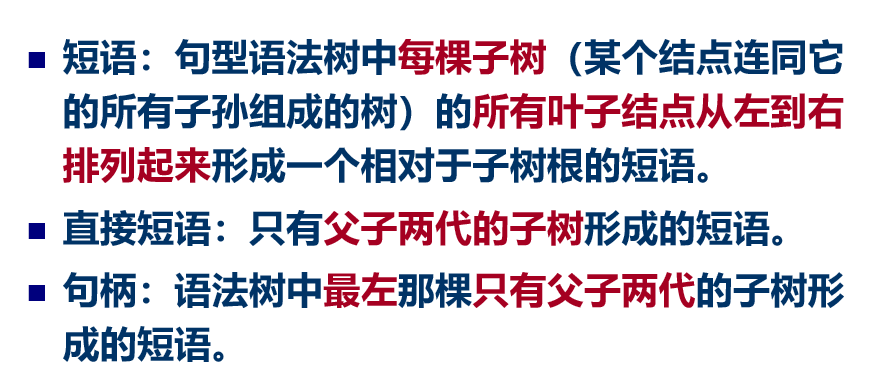 ■ 短语：句型语法树中每棵子树（某个结点连同它
的所有子孙组成的树）的所有叶子结点从左到右
排列起来形成一个相对于子树根的短语。
■ 直接短语：只有父子两代的子树形成的短语。
■ 句柄：语法树中最左那棵只有父子两代的子树形
成的短语。